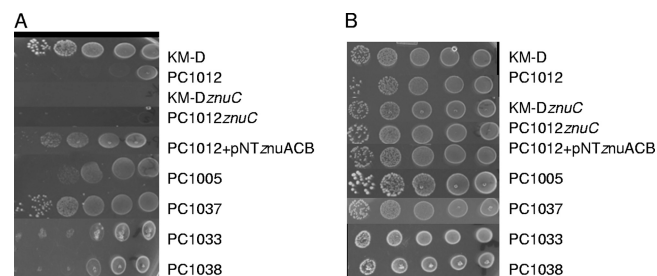 A
KM-D
PC1012
KM-DznuC
PC1012znuC
PC1012+pNTznuACB
PC1005
PC1037
PC1033
PC1038
B
KM-D
PC1012
KM-DznuC
PC1012znuC
PC1012+pNTznuACB
PC1005
PC1037
PC1033
PC1038